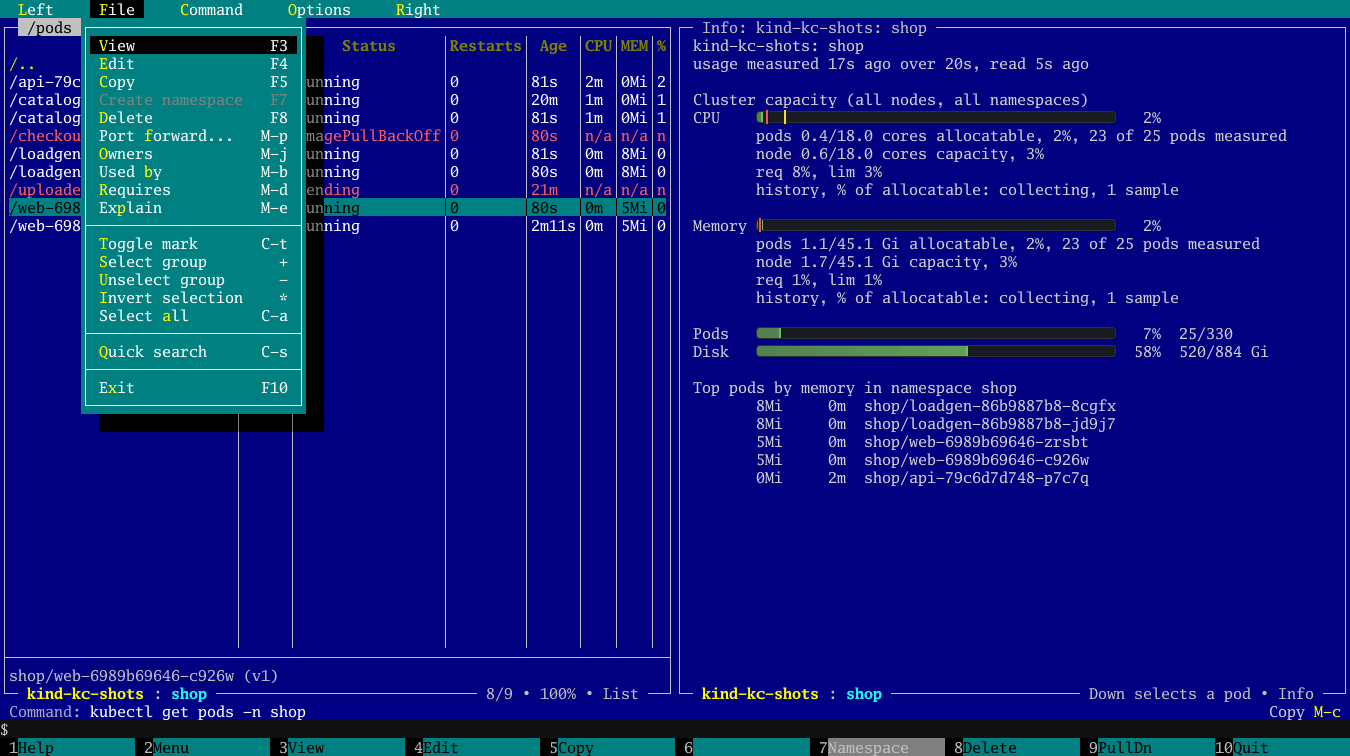 Left File Command Options Right
/pods
Info: kind-kc-shots: shop
View F3
Status Restarts Age CPU MEM %
kind-kc-shots: shop
/..
Edit F4
usage measured 17s ago over 20s, read 5s ago
/api-79c
Copy F5
unning 0 81s 2m 0Mi 2
/catalog
Create namespace F7
unning 0 20m 1m 0Mi 1
Cluster capacity (all nodes, all namespaces)
/catalog
Delete F8
unning 0 81s 1m 0Mi 1
CPU 2%
/checkou
Port forward... M-p
magePullBackOff 0 80s n/a n/a n
pods 0.4/18.0 cores allocatable, 2%, 23 of 25 pods measured
/loadgen
Owners M-j
unning 0 81s 0m 8Mi 0
node 0.6/18.0 cores capacity, 3%
/loadgen
Used by M-b
unning 0 80s 0m 8Mi 0
req 8%, lim 3%
/uploade
Requires M-d
ending 0 21m n/a n/a n
history, % of allocatable: collecting, 1 sample
/web-698
Explain M-e
unning 0 80s 0m 5Mi 0
/web-698
unning 0 2m11s 0m 5Mi 0
Memory 2%
Toggle mark C-t
pods 1.1/45.1 Gi allocatable, 2%, 23 of 25 pods measured
Select group +
node 1.7/45.1 Gi capacity, 3%
Unselect group -
req 1%, lim 1%
Invert selection *
history, % of allocatable: collecting, 1 sample
Select all C-a
Pods 7% 25/330
Quick search C-s
Disk 58% 520/884 Gi
Exit F10
Top pods by memory in namespace shop
8Mi 0m shop/loadgen-86b9887b8-8cgfx
8Mi 0m shop/loadgen-86b9887b8-jd9j7
5Mi 0m shop/web-6989b69646-zrsbt
5Mi 0m shop/web-6989b69646-c926w
0Mi 2m shop/api-79c6d7d748-p7c7q
shop/web-6989b69646-c926w (v1)
kind-kc-shots : shop 8/9 • 100% • List
kind-kc-shots : shop Down selects a pod • Info
Command: kubectl get pods -n shop
Copy M-c
$
1Help 2Menu 3View 4Edit 5Copy 6 7Namespace 8Delete 9PullDn 10Quit